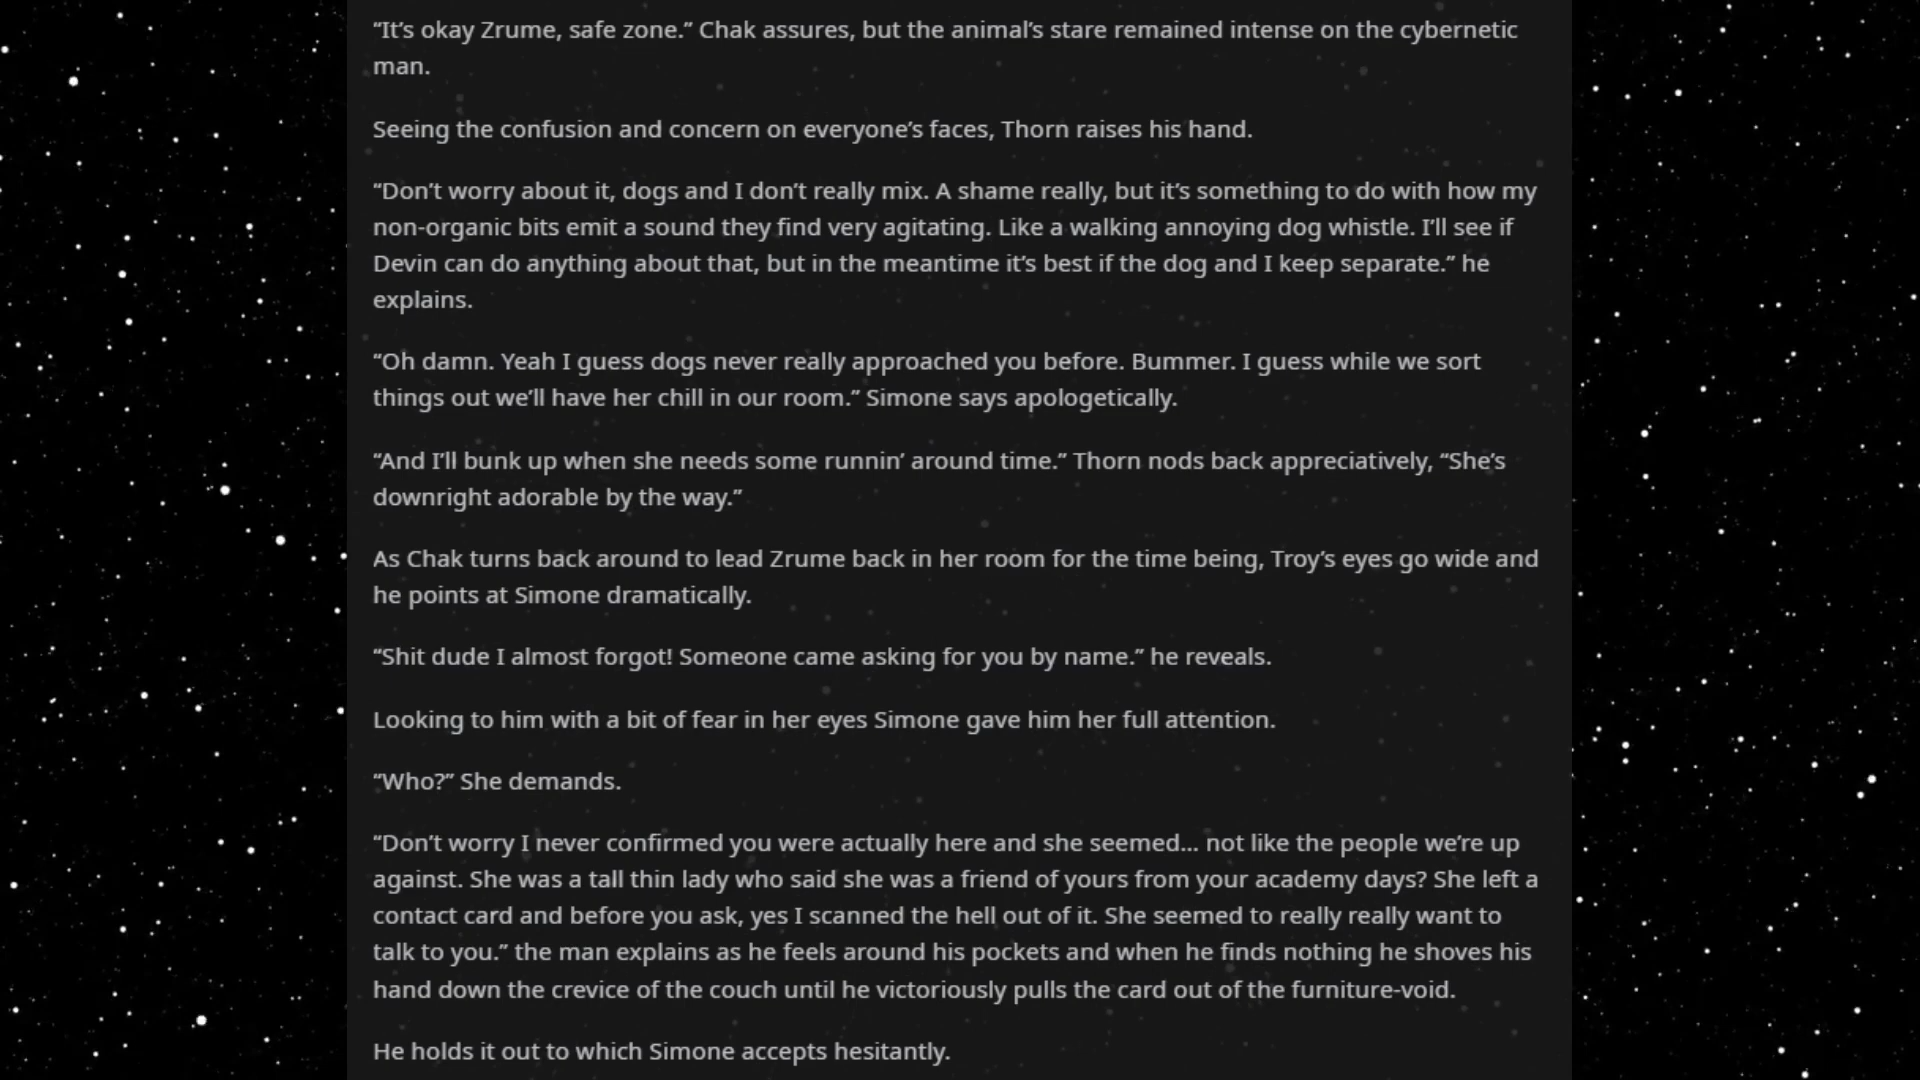 “It’s okay Zrume, safe zone.” Chak assures, but the animal’s stare remained intense on the cybernetic
man.
Seeing the confusion and concern on everyone’s faces, Thorn raises his hand.
“Don’t worry about it, dogs and I don’t really mix. A shame really, but it’s something to do with how my
non-organic bits emit a sound they find very agitating. Like a walking annoying dog whistle. I’ll see if
Devin can do anything about that, but in the meantime it’s best if the dog and I keep separate.” he
explains.
“Oh damn. Yeah I guess dogs never really approached you before. Bummer. I guess while we sort
things out we’ll have her chill in our room.” Simone says apologetically.
“And I’ll bunk up when she needs some runnin’ around time.” Thorn nods back appreciatively, “She’s
downright adorable by the way.”
As Chak turns back around to lead Zrume back in her room for the time being, Troy’s eyes go wide and
he points at Simone dramatically.
“Shit dude I almost forgot! Someone came asking for you by name.” he reveals.
Looking to him with a bit of fear in her eyes Simone gave him her full attention.
“Who?” She demands.
“Don’t worry I never confirmed you were actually here and she seemed... not like the people we’re up
against. She was a tall thin lady who said she was a friend of yours from your academy days? She left a
contact card and before you ask, yes I scanned the hell out of it. She seemed to really really want to
talk to you.” the man explains as he feels around his pockets and when he finds nothing he shoves his
hand down the crevice of the couch until he victoriously pulls the card out of the furniture-void.
He holds it out to which Simone accepts hesitantly.